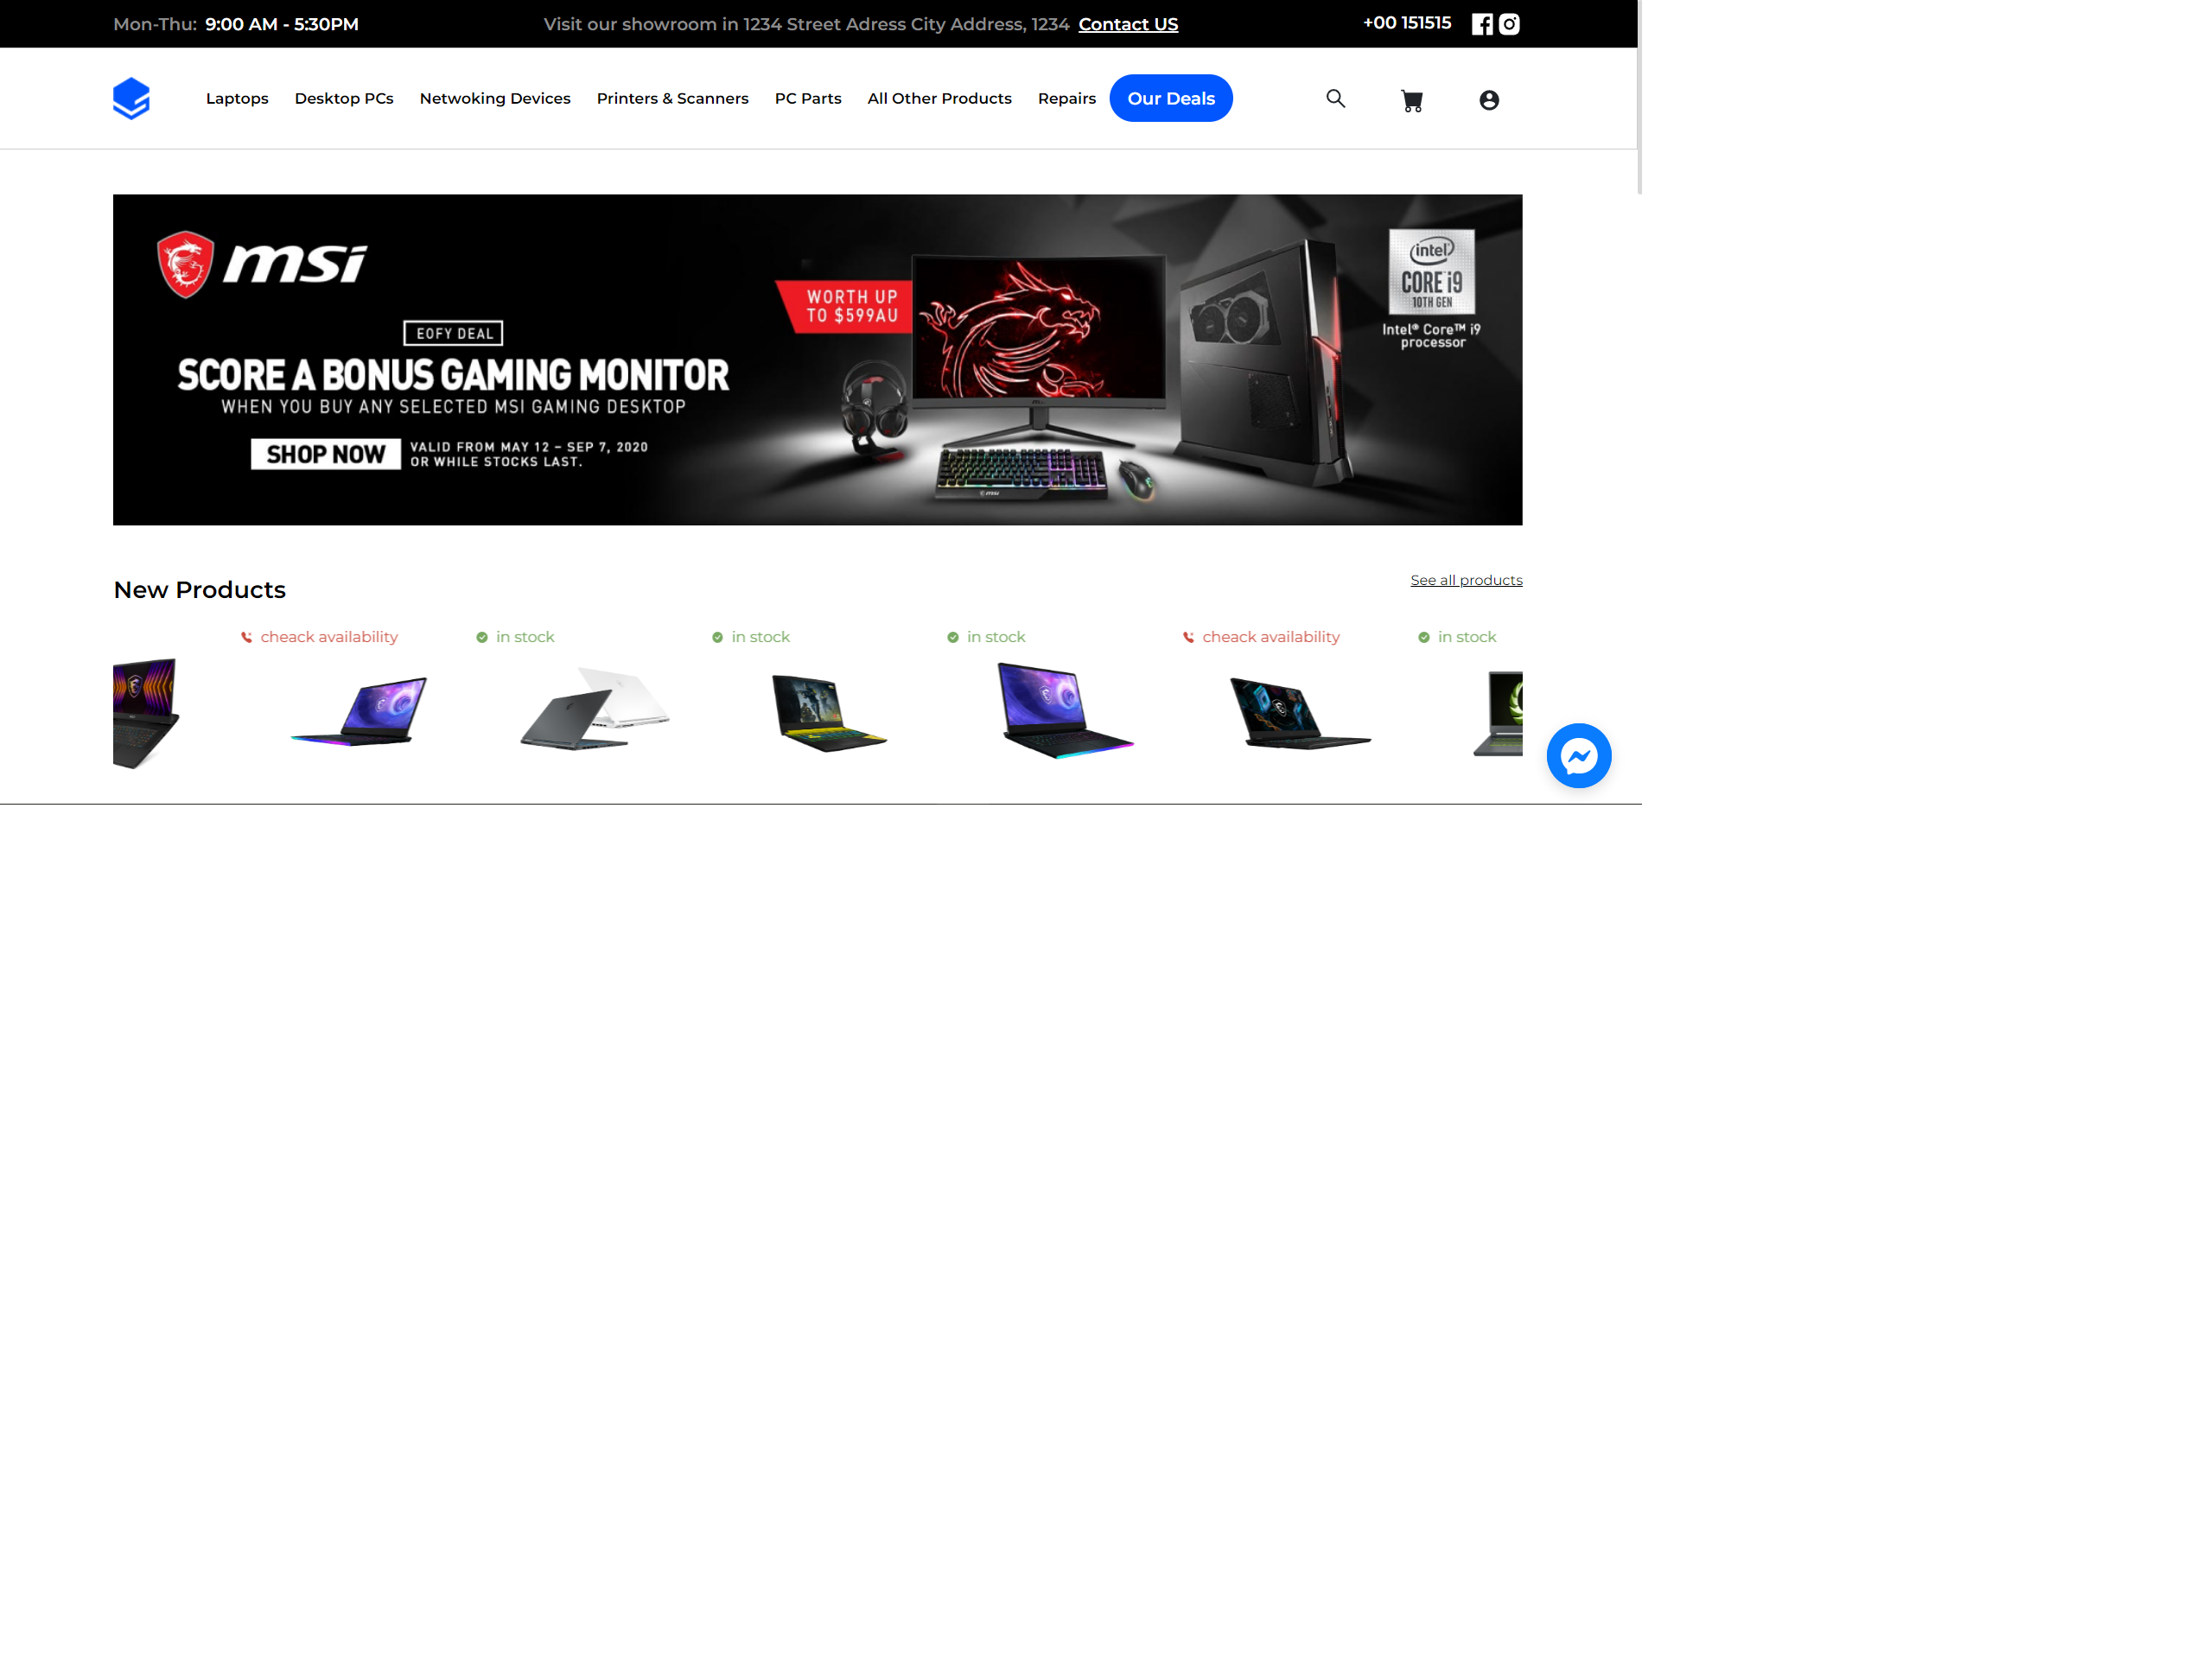 Mon-Thu: 9:00 AM - 5:30PM
Visit our showroom in 1234 Street Adress City Address, 1234 Contact US
+00 151515
Laptops
Desktop PCs
Netwoking Devices
Printers & Scanners
PC Parts
All Other Products
Repairs
Our Deals
msi
EOFY DEAL
SCORE A BONUS GAMING MONITOR
WHEN YOU BUY ANY SELECTED MSI GAMING DESKTOP
SHOP NOW
VALID FROM MAY 12 – SEP 7, 2020
OR WHILE STOCKS LAST.
WORTH UP
TO $599AU
intel
CORE i9
10TH GEN
Intel® Core™ i9
processor
New Products
See all products
cheack availability
in stock
in stock
in stock
cheack availability
in stock